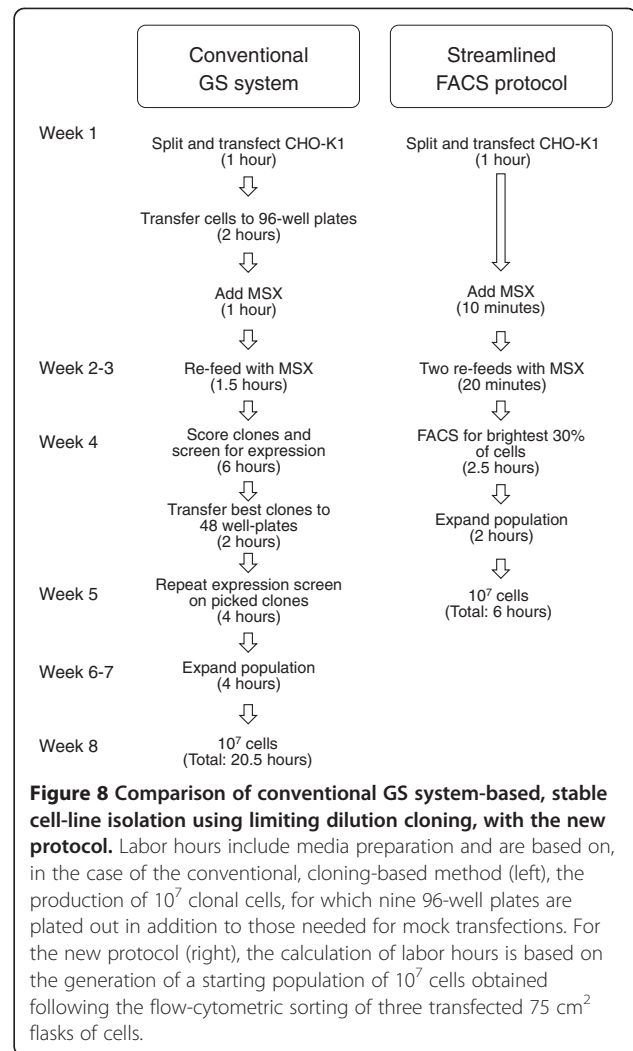 Conventional
GS system
Streamlined
FACS protocol
Week 1
Split and transfect CHO-K1
(1 hour)
Split and transfect CHO-K1
(1 hour)
Transfer cells to 96-well plates
(2 hours)
Add MSX
(1 hour)
Add MSX
(10 minutes)
Week 2-3
Re-feed with MSX
(1.5 hours)
Two re-feeds with MSX
(20 minutes)
Week 4
Score clones and
screen for expression
(6 hours)
FACS for brightest 30%
of cells
(2.5 hours)
Transfer best clones to
48 well-plates
(2 hours)
Expand population
(2 hours)
Week 5
Repeat expression screen
on picked clones
(4 hours)
10⁷ cells
(Total: 6 hours)
Week 6-7
Expand population
(4 hours)
Week 8
10⁷ cells
(Total: 20.5 hours)
Figure 8 Comparison of conventional GS system-based, stable
cell-line isolation using limiting dilution cloning, with the new
protocol. Labor hours include media preparation and are based on,
in the case of the conventional, cloning-based method (left), the
production of 10⁷ clonal cells, for which nine 96-well plates are
plated out in addition to those needed for mock transfections. For
the new protocol (right), the calculation of labor hours is based on
the generation of a starting population of 10⁷ cells obtained
following the flow-cytometric sorting of three transfected 75 cm²
flasks of cells.